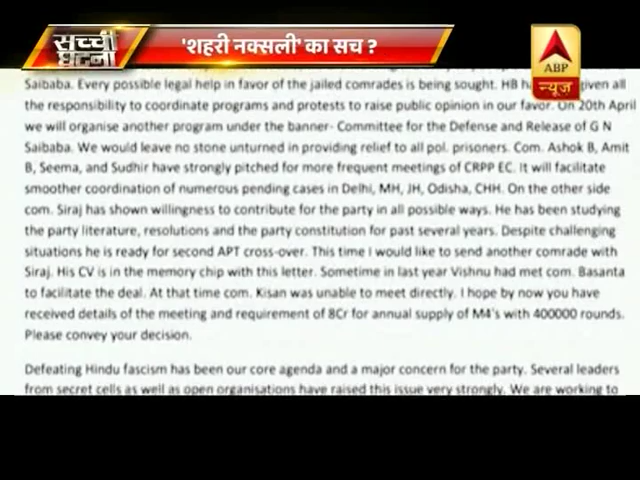 सच्ची घटना
'शहरी नक्सली' का सच ?
ABP
न्यूज़
Saibaba. Every possible legal help in favor of the jailed comrades is being sought. HB given all
the responsibility to coordinate programs and protests to raise public opinion in our favor. On 20th April
we will organise another program under the banner- Committee for the Defense and Release of G N
Saibaba. We would leave no stone unturned in providing relief to all pol. prisoners. Com. Ashok B, Amit
B, Seema, and Sudhir have strongly pitched for more frequent meetings of CRPP EC. It will facilitate
smoother coordination of numerous pending cases in Delhi, MH, JH, Odisha, CHH. On the other side
com. Siraj has shown willingness to contribute for the party in all possible ways. He has been studying
the party literature, resolutions and the party constitution for past several years. Despite challenging
situations he is ready for second APT cross-over. This time I would like to send another comrade with
Siraj. His CV is in the memory chip with this letter. Sometime in last year Vishnu had met com. Basanta
to facilitate the deal. At that time com. Kisan was unable to meet directly. I hope by now you have
received details of the meeting and requirement of 8Cr for annual supply of M4's with 400000 rounds.
Please convey your decision.
Defeating Hindu fascism has been our core agenda and a major concern for the party. Several leaders
from secret cells as well as open organisations have raised this issue very strongly. We are working to